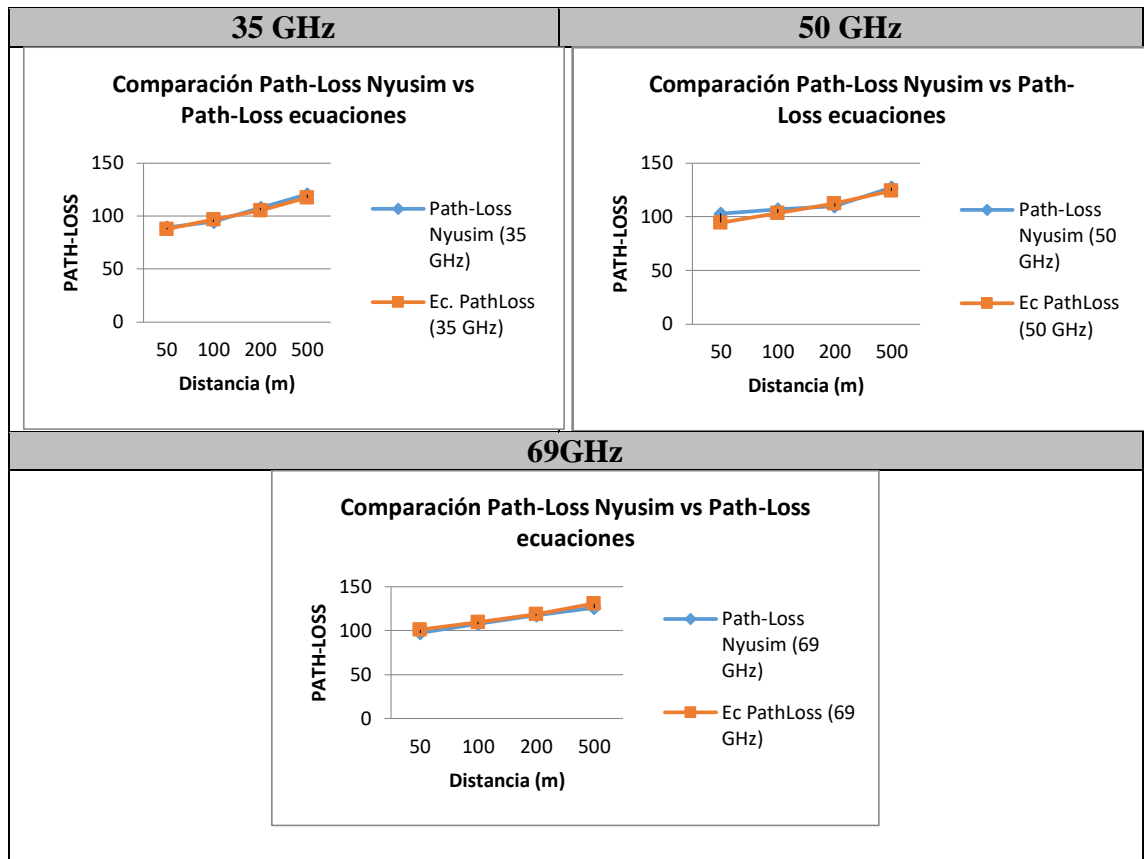 35 GHz
50 GHz
Comparación Path-Loss Nyusim vs
Path-Loss ecuaciones
PATH-LOSS
150
100
50
0
50 100 200 500
Distancia (m)
Path-Loss
Nyusim (35
GHz)
Ec. PathLoss
(35 GHz)
Comparación Path-Loss Nyusim vs Path-
Loss ecuaciones
PATH-LOSS
150
100
50
0
50 100 200 500
Distancia (m)
Path-Loss
Nyusim (50
GHz)
Ec PathLoss
(50 GHz)
69GHz
Comparación Path-Loss Nyusim vs Path-Loss
ecuaciones
PATH-LOSS
150
100
50
0
50 100 200 500
Distancia (m)
Path-Loss
Nyusim (69
GHz)
Ec PathLoss (69
GHz)